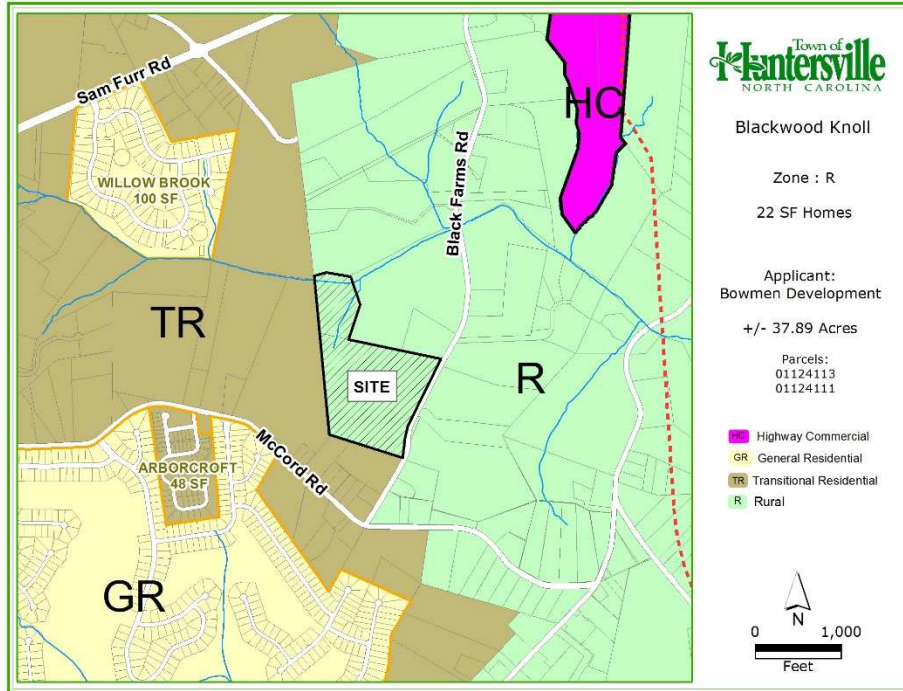 Sam Furr Rd
WILLOW BROOK
100 SF
Black Farms Rd
HC
TR
SITE
R
McCord Rd
ARBORCROFT
48 SF
GR
Town of
Huntersville
NORTH CAROLINA
Blackwood Knoll
Zone : R
22 SF Homes
Applicant:
Bowmen Development
+/- 37.89 Acres
Parcels:
01124113
01124111
HC Highway Commercial
GR General Residential
TR Transitional Residential
R Rural
N
0 1,000
Feet